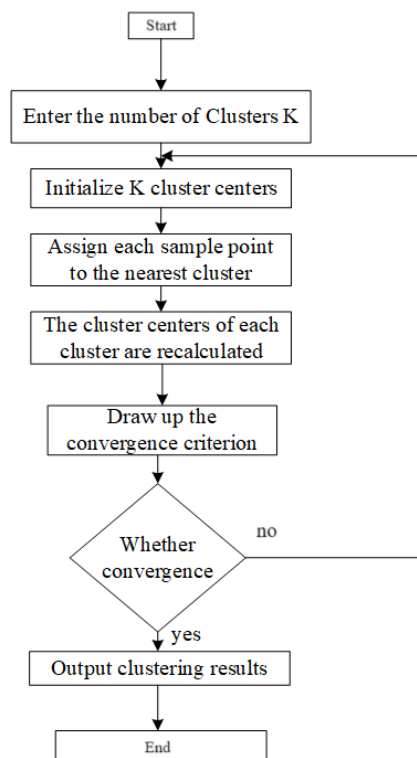 Start
Enter the number of Clusters K
Initialize K cluster centers
Assign each sample point
to the nearest cluster
The cluster centers of each
cluster are recalculated
Draw up the
convergence criterion
Whether
convergence
no
yes
Output clustering results
End